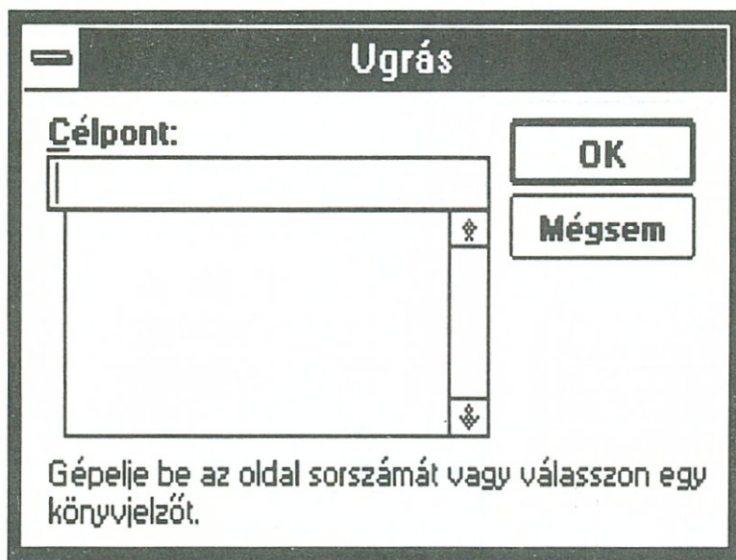 Ugrás
Célpont:
OK
Mégsem
Gépelje be az oldal sorszámát vagy válasszon egy
könyvjelzőt.